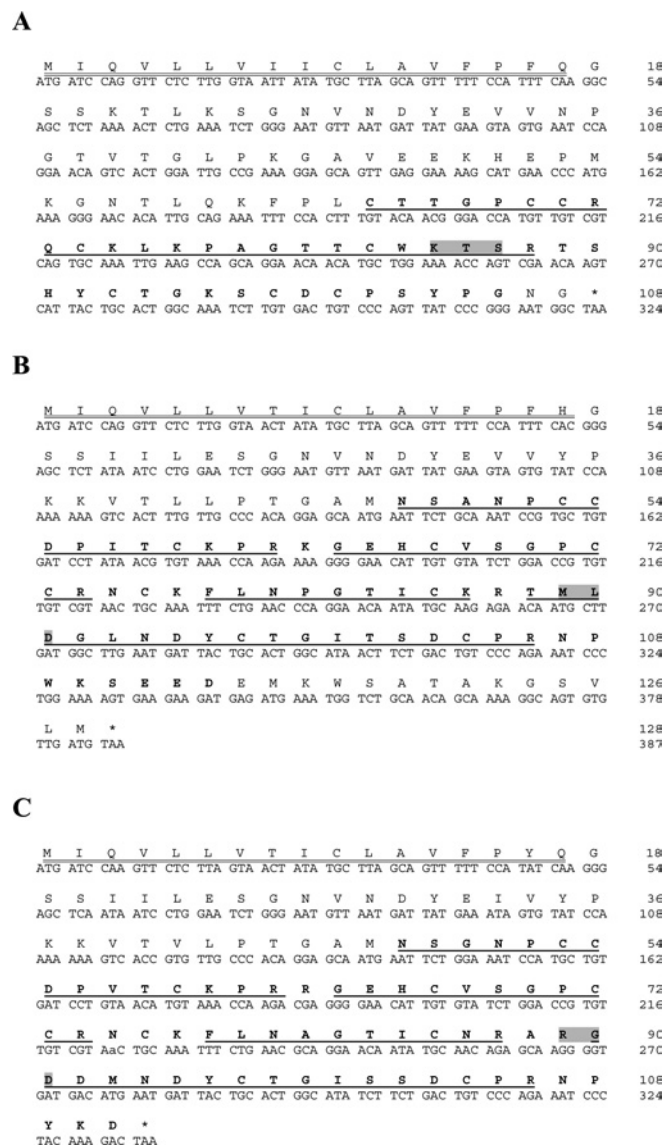 A
M I Q V L L V I I C L A V F P F Q G 18
ATG ATC CAG GTT CTC TTG GTA ATT ATA TGC TTA GCA GTT TTT CCA TTT CAA GGC 54
S S K T L K S G N V N D Y E V V N P 36
AGC TCT AAA ACT CTG AAA TCT GGG AAT GTT AAT GAT TAT GAA GTA GTG AAT CCA 108
G T V T G L P K G A V E E K H E P M
GGA ACA GTC ACT GGA TTG CCG AAA GGA GCA GTT GAG GAA AAG CAT GAA CCC ATG 162
K G N T L Q K F P L C T T G P C C R 72
AAA GGG AAC ACA TTG CAG AAA TTT CCA CTT TGT ACA ACG GGA CCA TGT TGT CGT 216
Q C K L K P A G T T C W K T S R T S 90
CAG TGC AAA TTG AAG CCA GCA GGA ACA ACA TGC TGG AAA ACC AGT CGA ACA AGT 270
H Y C T G K S C D C P S Y P G N G * 108
CAT TAC TGC ACT GGC AAA TCT TGT GAC TGT CCC AGT TAT CCC GGG AAT GGC TAA 324
B
M I Q V L L V T I C L A V F P F H G 18
ATG ATC CAG GTT CTC TTG GTA ACT ATA TGC TTA GCA GTT TTT CCA TTT CAC GGG 54
S S I I L E S G N V N D Y E V V Y P 36
AGC TCT ATA ATC CTG GAA TCT GGG AAT GTT AAT GAT TAT GAA GTA GTG TAT CCA 108
K K V T L L P T G A M N S A N P C C 54
AAA AAA GTC ACT TTG TTG CCC ACA GGA GCA ATG AAT TCT GCA AAT CCG TGC TGT 162
D P I T C K P R K G E H C V S G P C 72
GAT CCT ATA ACG TGT AAA CCA AGA AAA GGG GAA CAT TGT GTA TCT GGA CCG TGT 216
C R N C K F L N P G T I C K R T M L 90
TGT CGT AAC TGC AAA TTT CTG AAC CCA GGA ACA ATA TGC AAG AGA ACA ATG CTT 270
D G L N D Y C T G I T S D C P R N P 108
GAT GGC TTG AAT GAT TAC TGC ACT GGC ATA ACT TCT GAC TGT CCC AGA AAT CCC 324
W K S E E D E M K W S A T A K G S V 126
TGG AAA AGT GAA GAA GAT GAG ATG AAA TGG TCT GCA ACA GCA AAA GGC AGT GTG 378
L M * 128
TTG ATG TAA 387
C
M I Q V L L V T I C L A V F P Y Q G 18
ATG ATC CAA GTT CTC TTA GTA ACT ATA TGC TTA GCA GTT TTT CCA TAT CAA GGG 54
S S I I L E S G N V N D Y E I V Y P
AGC TCA ATA ATC CTG GAA TCT GGG AAT GTT AAT GAT TAT GAA ATA GTG TAT CCA 108
K K V T V L P T G A M N S G N P C C 54
AAA AAA GTC ACC GTG TTG CCC ACA GGA GCA ATG AAT TCT GGA AAT CCA TGC TGT 162
D P V T C K P R R G E H C V S G P C 72
GAT CCT GTA ACA TGT AAA CCA AGA CGA GGG GAA CAT TGT GTA TCT GGA CCG TGT 216
C R N C K F L N A G T I C N R A R G 90
TGT CGT AaC TGC AAA TTT CTG AAC GCA GGA ACA ATA TGC AAC AGA GCA AGG GGT 270
D D M N D Y C T G I S S D C P R N P 108
GAT GAC ATG AAT GAT TAC TGC ACT GGC ATA TCT TCT GAC TGT CCC AGA AAT CCC 324
Y K D *
TAC AAA GAC TAA